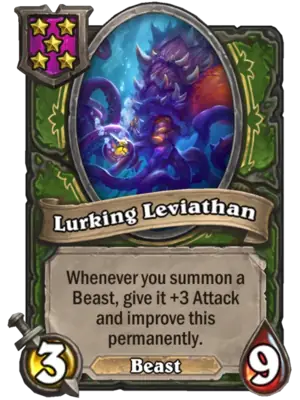 Lurking Leviathan
Whenever you summon a
Beast, give it +3 Attack
and improve this
permanently.
3
Beast
9